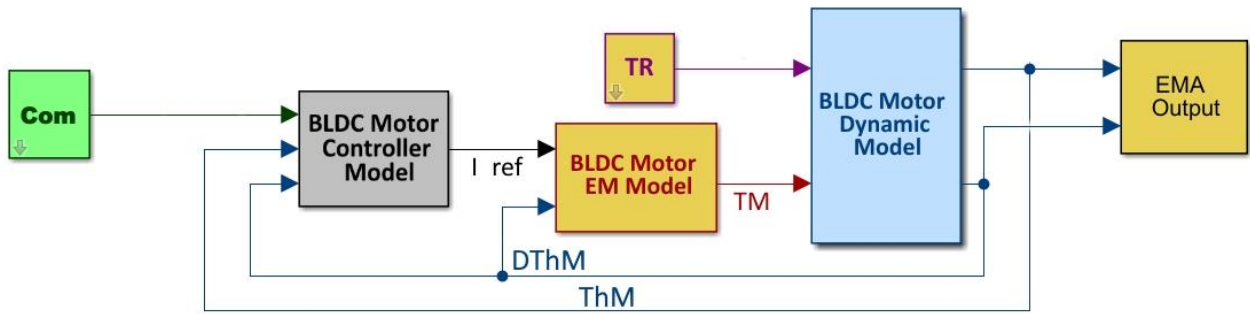 Com
BLDC Motor
Controller
Model
I ref
TR
BLDC Motor
EM Model
TM
BLDC Motor
Dynamic
Model
EMA
Output
DThM
ThM